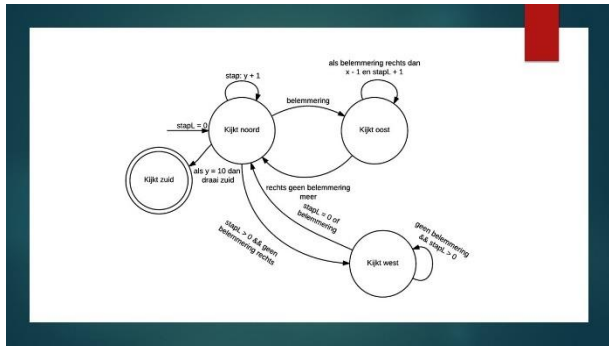 als belemmering rechts dan
x - 1 en stapL + 1
stap: y + 1
belemmering
stapL = 0
Kijkt noord
Kijkt oost
Kijkt zuid
als y = 10 dan
draai zuid
rechts geen belemmering
meer
stapL = 0 of
belemmering
stapL > 0 && geen
belemmering rechts
geen belemmering
&& stapL > 0
Kijkt west